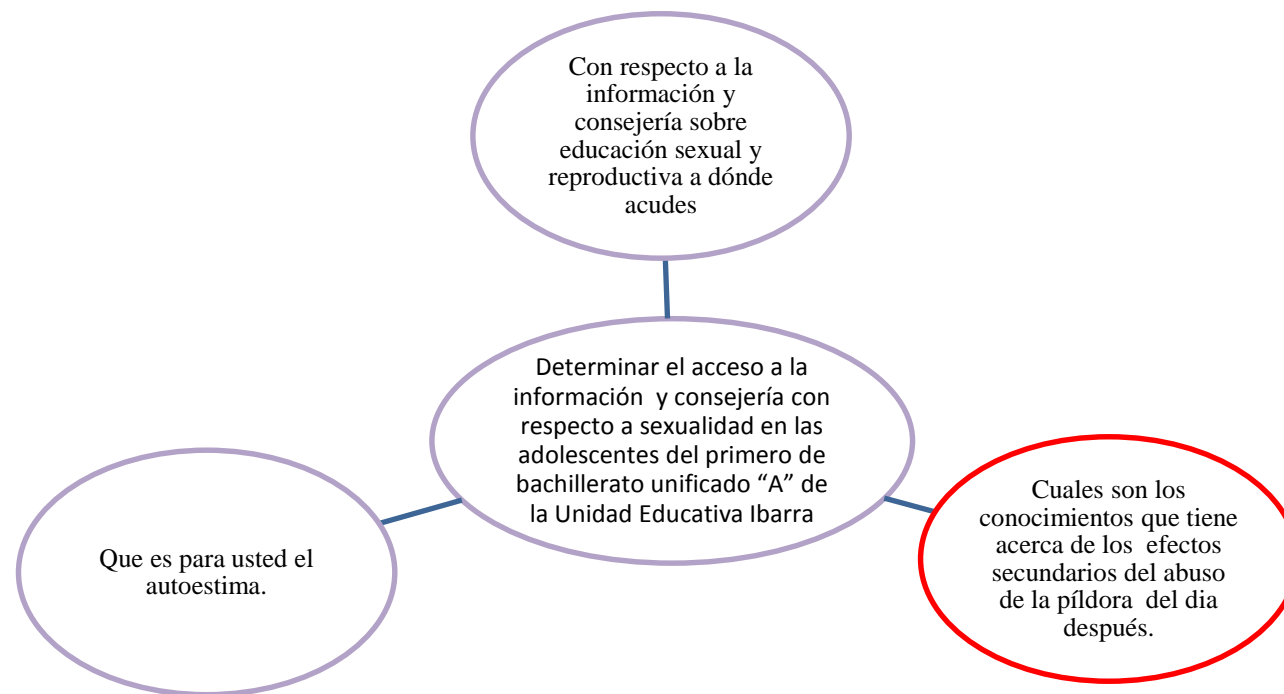 Con respecto a la
información y
consejería sobre
educación sexual y
reproductiva a dónde
acudes
Determinar el acceso a la
información  y consejería con
respecto a sexualidad en las
adolescentes del primero de
bachillerato unificado “A” de
la Unidad Educativa Ibarra
Cuales son los
conocimientos que tiene
acerca de los  efectos
secundarios del abuso
de la píldora  del dia
después.
Que es para usted el
autoestima.